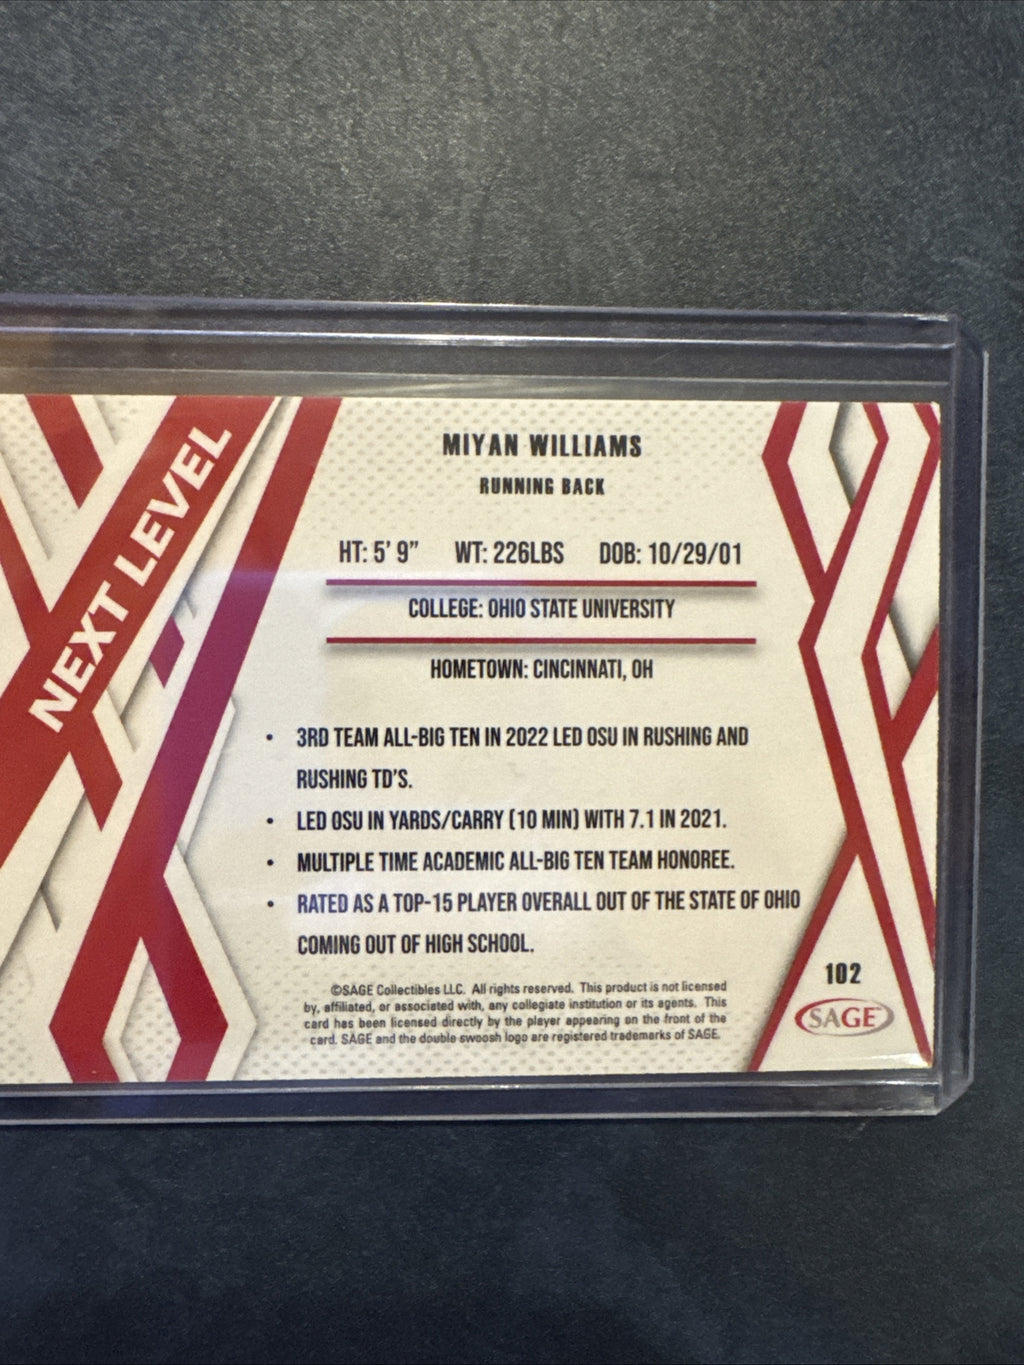 NEXT LEVEL
MIYAN WILLIAMS
RUNNING BACK
HT: 5' 9" WT: 226LBS DOB: 10/29/01
COLLEGE: OHIO STATE UNIVERSITY
HOMETOWN: CINCINNATI, OH
• 3RD TEAM ALL-BIG TEN IN 2022 LED OSU IN RUSHING AND
RUSHING TD'S.
• LED OSU IN YARDS/CARRY (10 MIN) WITH 7.1 IN 2021.
• MULTIPLE TIME ACADEMIC ALL-BIG TEN TEAM HONOREE.
• RATED AS A TOP-15 PLAYER OVERALL OUT OF THE STATE OF OHIO
COMING OUT OF HIGH SCHOOL.
©SAGE Collectibles LLC. All rights reserved. This product is not licensed
by, affiliated, or associated with, any collegiate institution or its agents. This
card has been licensed directly by the player appearing on the front of the
card. SAGE and the double swoosh logo are registered trademarks of SAGE.
102
SAGE